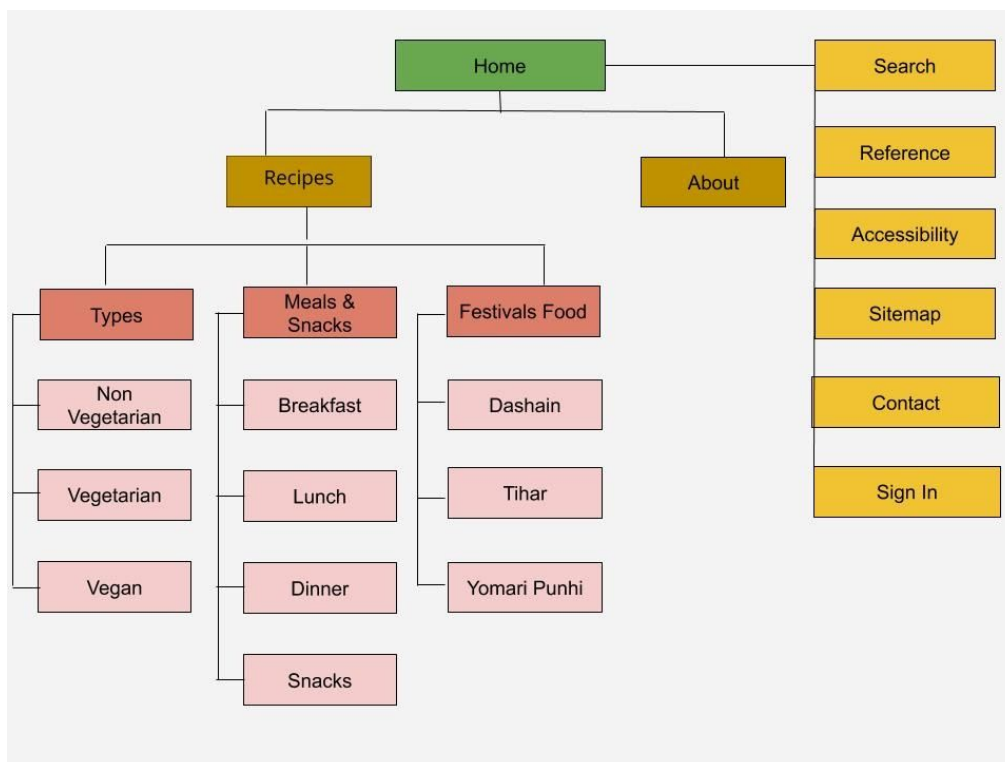 Home
Search
Reference
Recipes
About
Accessibility
Types
Meals &
Snacks
Festivals Food
Sitemap
Non
Vegetarian
Breakfast
Dashain
Contact
Vegetarian
Lunch
Tihar
Sign In
Vegan
Dinner
Yomari Punhi
Snacks